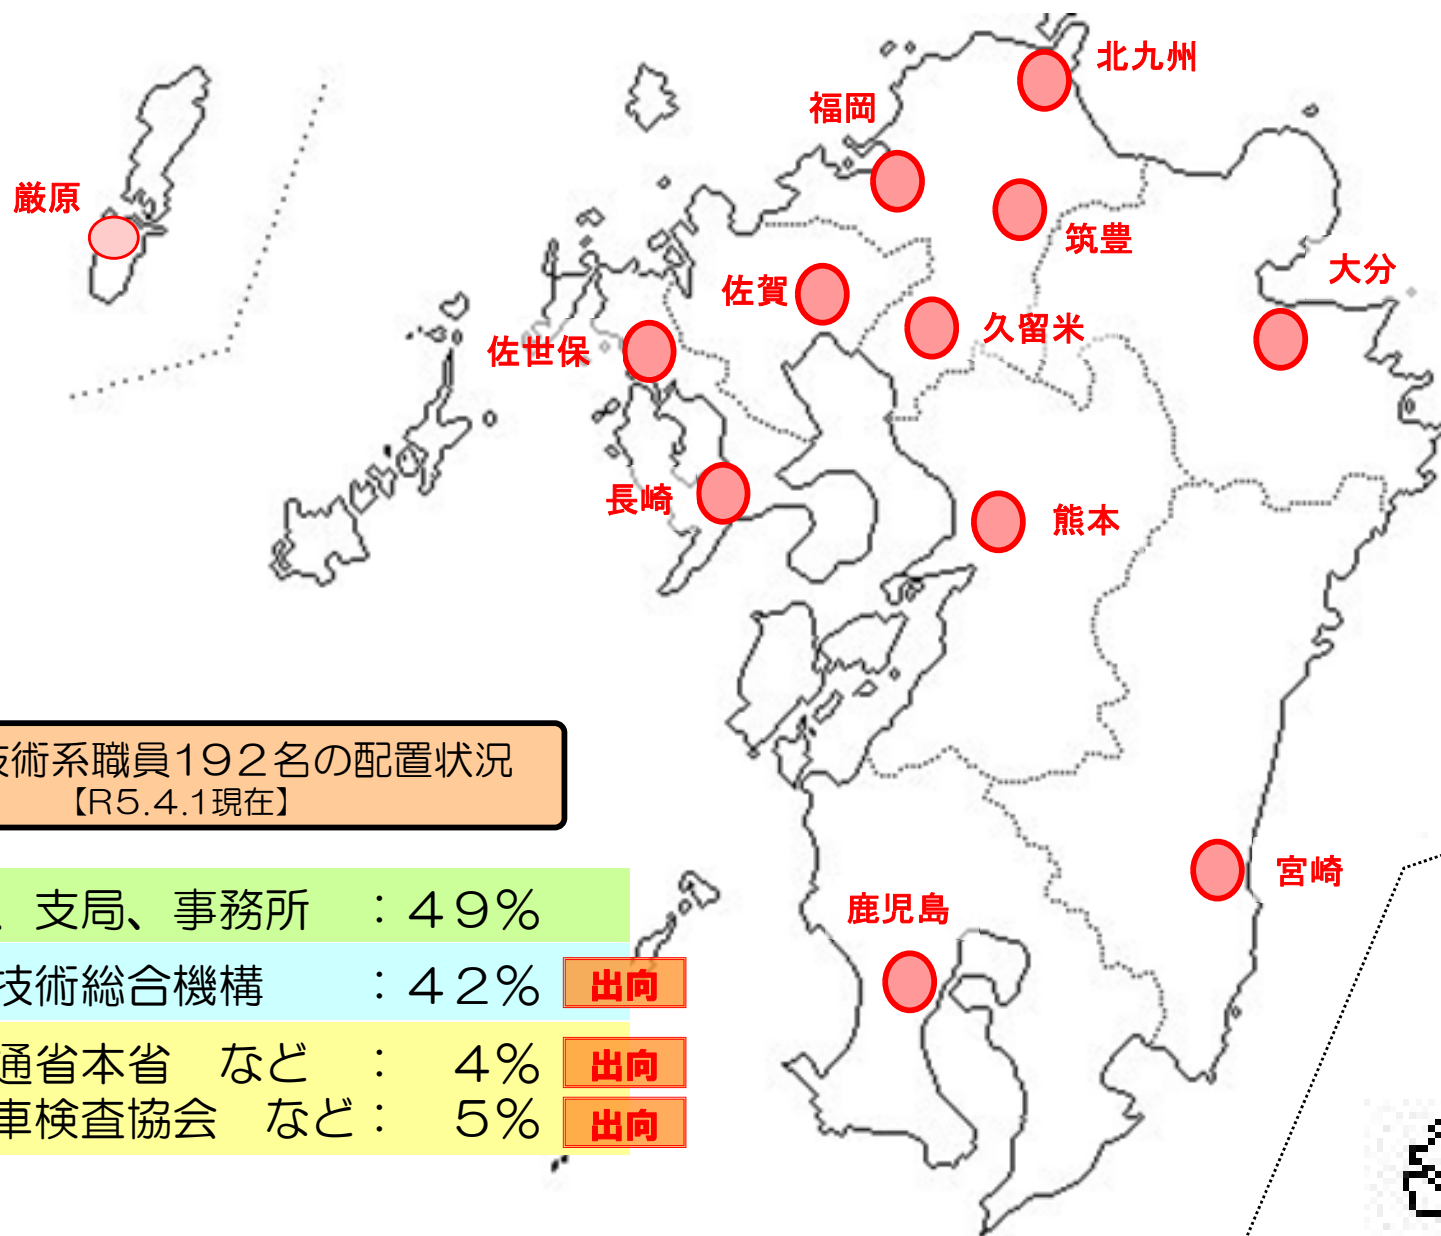 北九州
福岡
厳原
筑豊
大分
佐賀
久留米
佐世保
長崎
熊本
技術系職員192名の配置状況
【R5.4.1現在】
宮崎
鹿児島
、支局、事務所 ：49%
技術総合機構 ：42% 出向
通省本省 など ： 4% 出向
車検査協会 など： 5% 出向